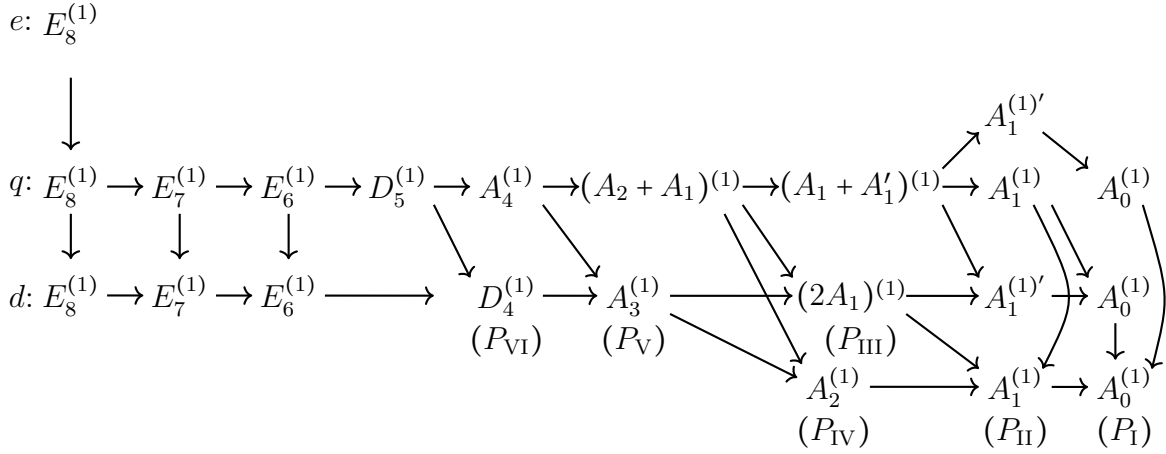 e: E_8^{(1)}
A_1^{(1)'}
q: E_8^{(1)} → E_7^{(1)} → E_6^{(1)} → D_5^{(1)} → A_4^{(1)} → (A_2 + A_1)^{(1)} → (A_1 + A_1')^{(1)} → A_1^{(1)} A_0^{(1)}
d: E_8^{(1)} → E_7^{(1)} → E_6^{(1)} → D_4^{(1)} → A_3^{(1)} → (2A_1)^{(1)} → A_1^{(1)'} → A_0^{(1)}
(P_{VI}) (P_V) (P_{III})
A_2^{(1)} → A_1^{(1)} → A_0^{(1)}
(P_{IV}) (P_{II}) (P_I)